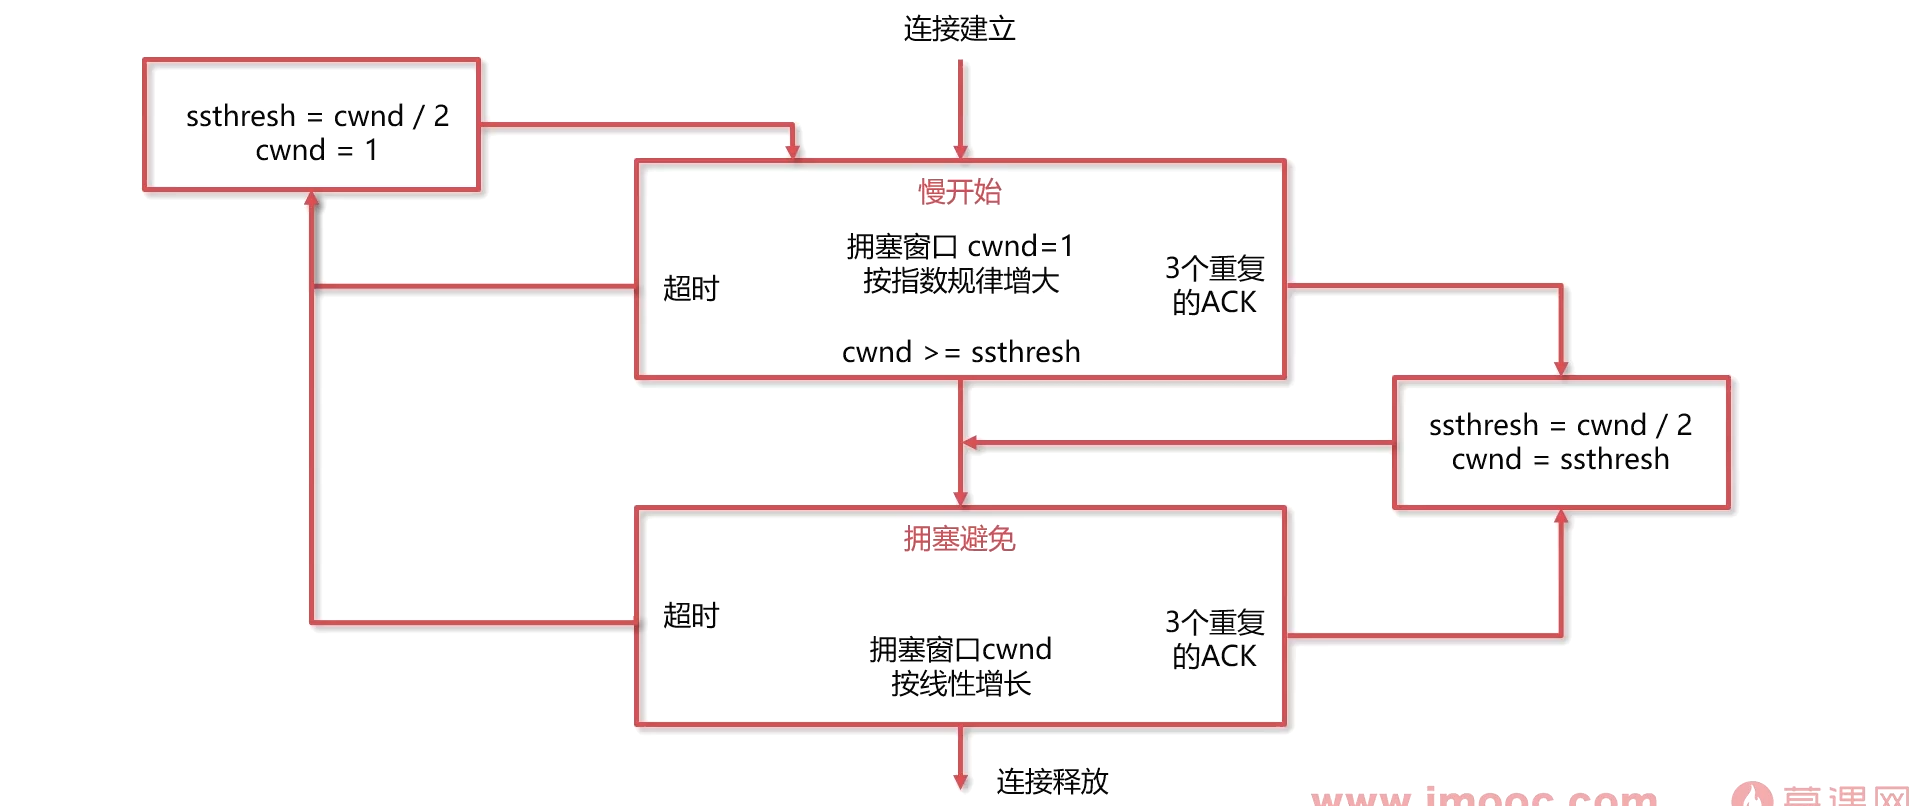 连接建立
ssthresh = cwnd / 2
cwnd = 1
慢开始
拥塞窗口 cwnd=1
按指数规律增大
超时
3个重复
的ACK
cwnd >= ssthresh
ssthresh = cwnd / 2
cwnd = ssthresh
拥塞避免
超时
3个重复
的ACK
拥塞窗口cwnd
按线性增长
连接释放
www.imooc.com
慕课网